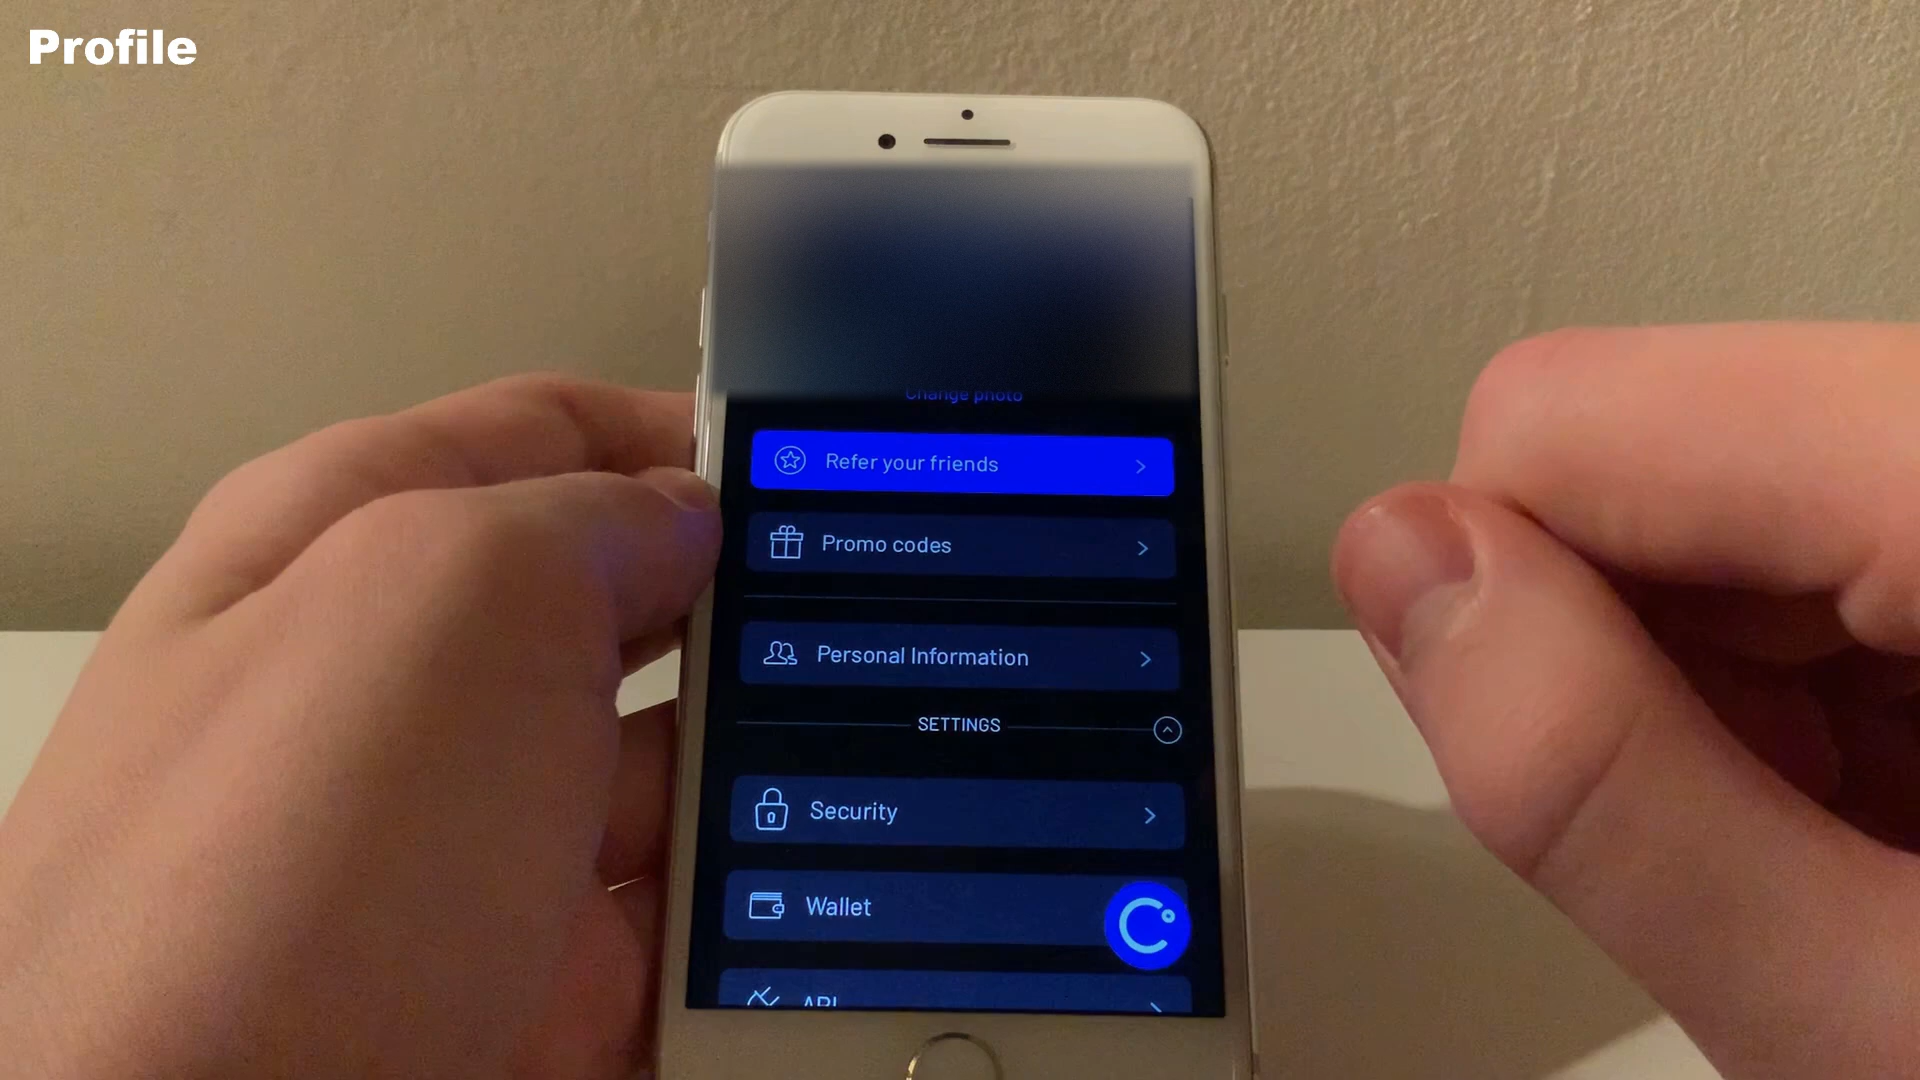 Profile
Change photo
Refer your friends
Promo codes
Personal Information
SETTINGS
Security
Wallet
API